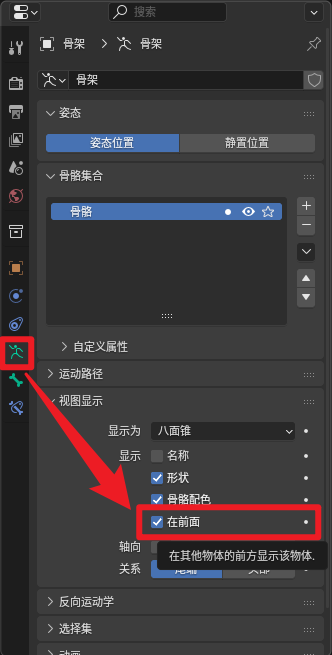 搜索
骨架
骨架
骨架
姿态
姿态位置
静置位置
骨骼集合
骨骼
自定义属性
运动路径
视图显示
显示为
八面锥
显示
名称
形状
骨骼配色
在前面
轴向
在其他物体的前方显示该物体.
关系
反向运动学
选择集
动画